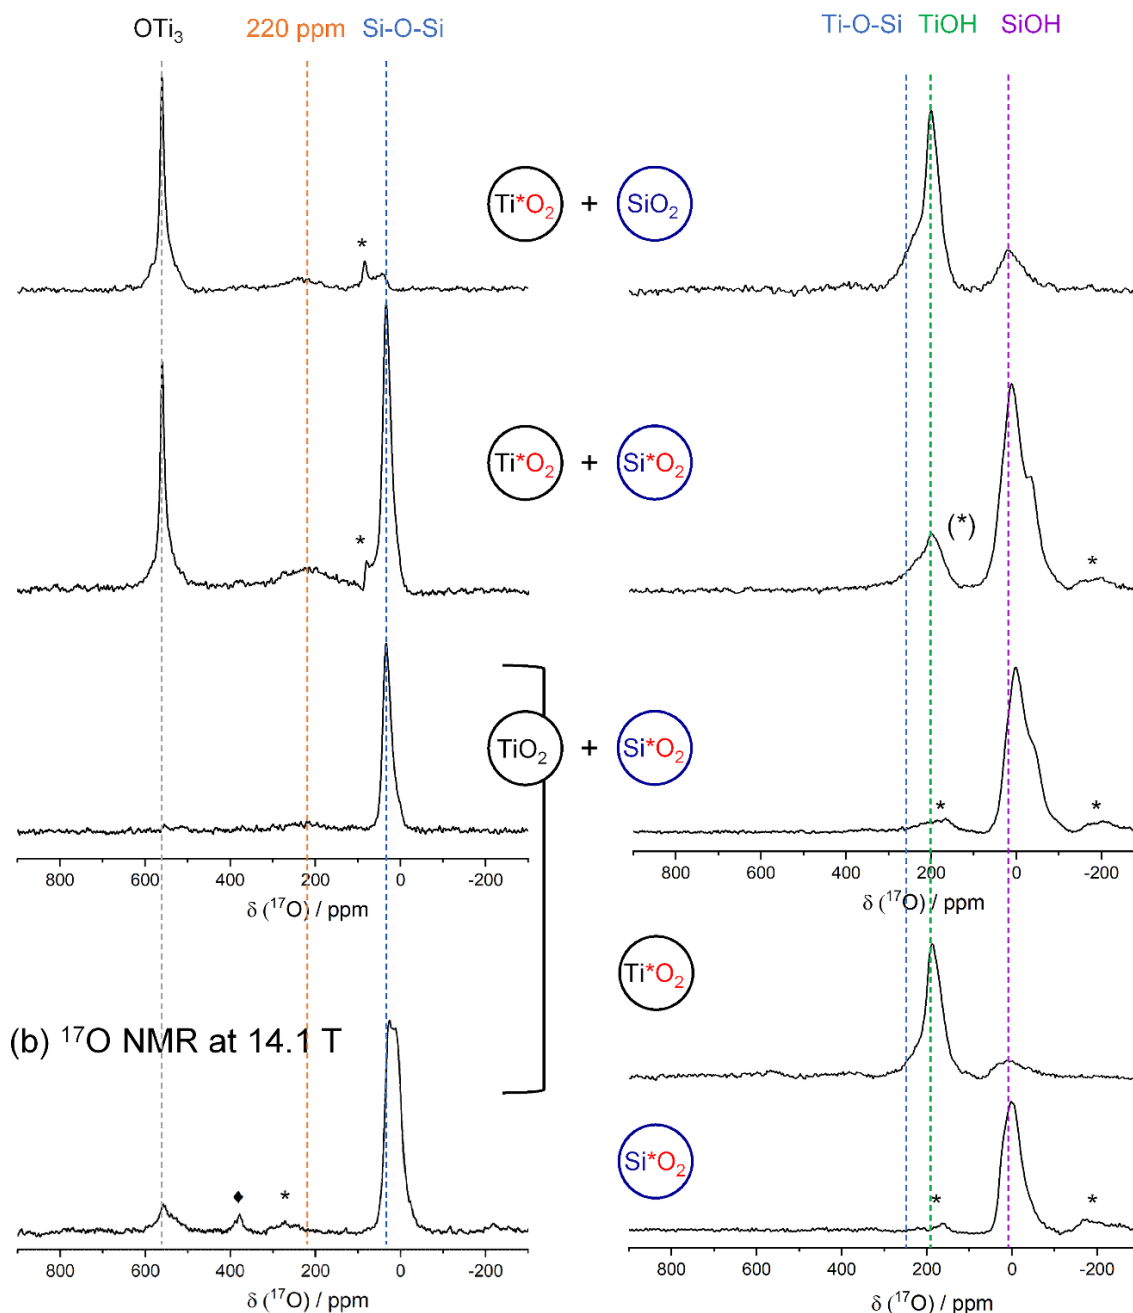 OTi₃ 220 ppm Si-O-Si Ti-O-Si TiOH SiOH
Ti*O₂ + SiO₂
*
Ti*O₂ + Si*O₂
*
(*)
*
TiO₂ + Si*O₂
* *
800 600 400 200 0 -200
δ (¹⁷O) / ppm
800 600 400 200 0 -200
δ (¹⁷O) / ppm
Ti*O₂
(b) ¹⁷O NMR at 14.1 T
Si*O₂
♦ *
* *
800 600 400 200 0 -200
δ (¹⁷O) / ppm
800 600 400 200 0 -200
δ (¹⁷O) / ppm